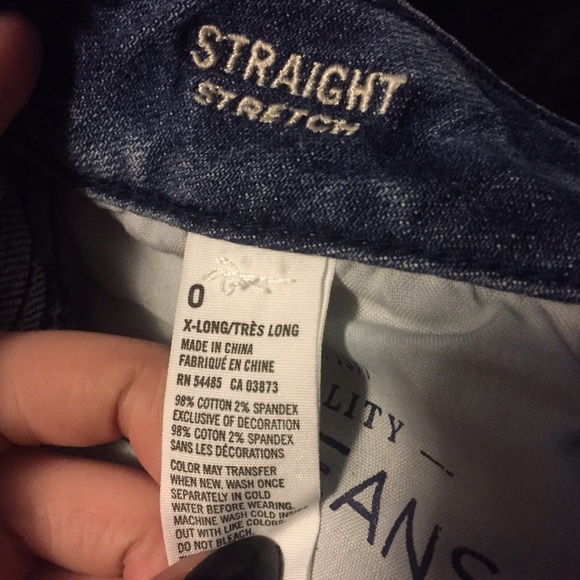 STRAIGHT
STRETCH
0
X-LONG/TRÈS LONG
MADE IN CHINA
FABRIQUÉ EN CHINE
RN 54485 CA 03873
98% COTTON 2% SPANDEX
EXCLUSIVE OF DECORATION
98% COTON 2% SPANDEX
SANS LES DÉCORATIONS
COLOR MAY TRANSFER
WHEN NEW. WASH ONCE
SEPARATELY IN COLD
WATER BEFORE WEARING.
MACHINE WASH COLD INSIDE
OUT WITH LIKE COLORS
DO NOT BLEACH.
LITY
EANS